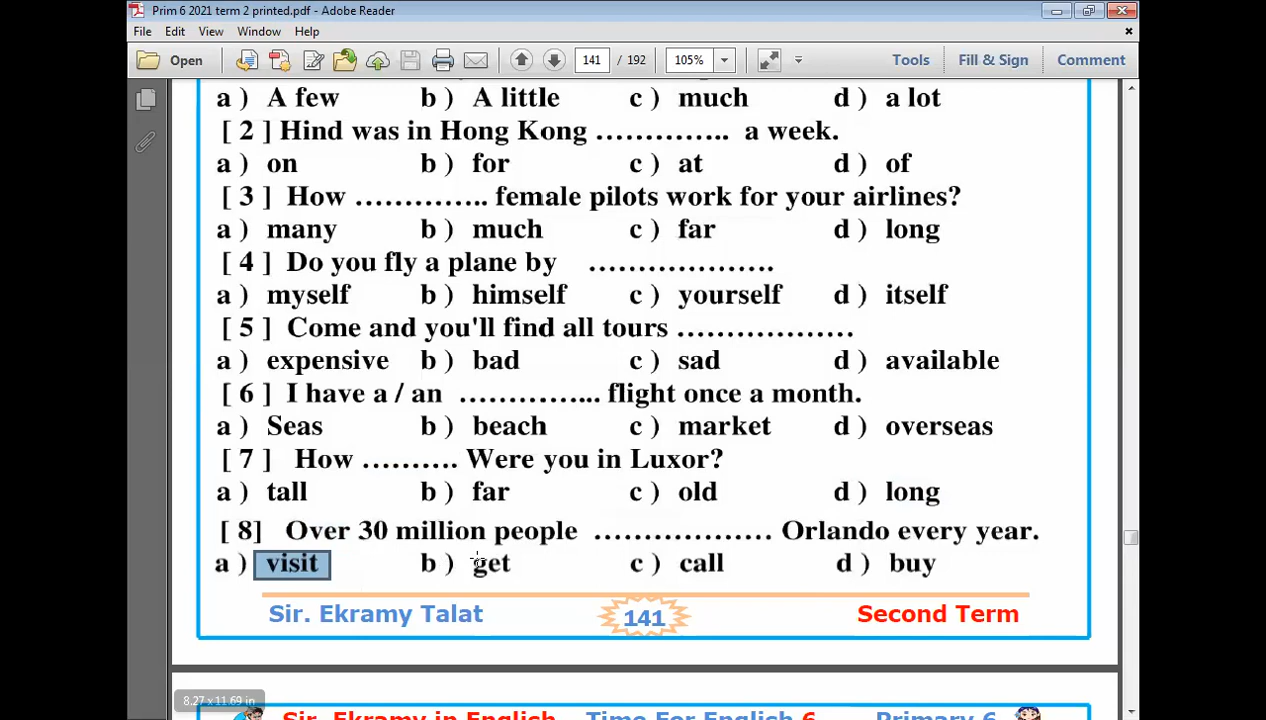 Prim 6 2021 term 2 printed.pdf - Adobe Reader
File Edit View Window Help
Open 141 / 192 105% Tools Fill & Sign Comment
a ) A few b ) A little c ) much d ) a lot
[ 2 ] Hind was in Hong Kong ………….. a week.
a ) on b ) for c ) at d ) of
[ 3 ] How ………….. female pilots work for your airlines?
a ) many b ) much c ) far d ) long
[ 4 ] Do you fly a plane by ………………….
a ) myself b ) himself c ) yourself d ) itself
[ 5 ] Come and you'll find all tours …………………
a ) expensive b ) bad c ) sad d ) available
[ 6 ] I have a / an …………... flight once a month.
a ) Seas b ) beach c ) market d ) overseas
[ 7 ] How ………. Were you in Luxor?
a ) tall b ) far c ) old d ) long
[ 8] Over 30 million people ………………… Orlando every year.
a ) visit b ) get c ) call d ) buy
Sir. Ekramy Talat 141 Second Term
8.27 x 11.69 in
Sir. Ekramy in English Time For English 6 Primary 6